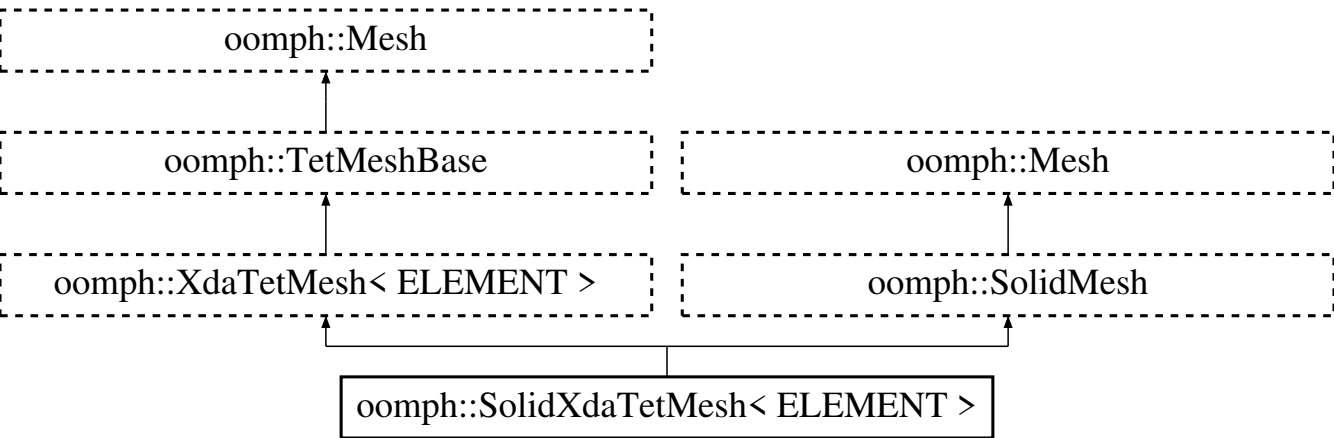 oomph::Mesh
oomph::TetMeshBase
oomph::Mesh
oomph::XdaTetMesh< ELEMENT >
oomph::SolidMesh
oomph::SolidXdaTetMesh< ELEMENT >